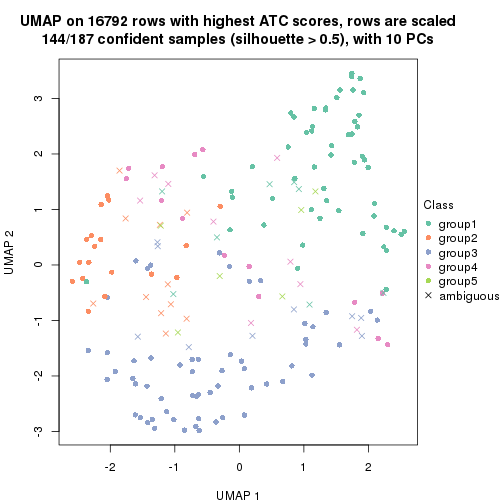 UMAP on 16792 rows with highest ATC scores, rows are scaled
144/187 confident samples (silhouette > 0.5), with 10 PCs
3
2
1
0
-1
-2
-3
UMAP 2
-2
-1
0
1
2
UMAP 1
Class
group1
group2
group3
group4
group5
ambiguous